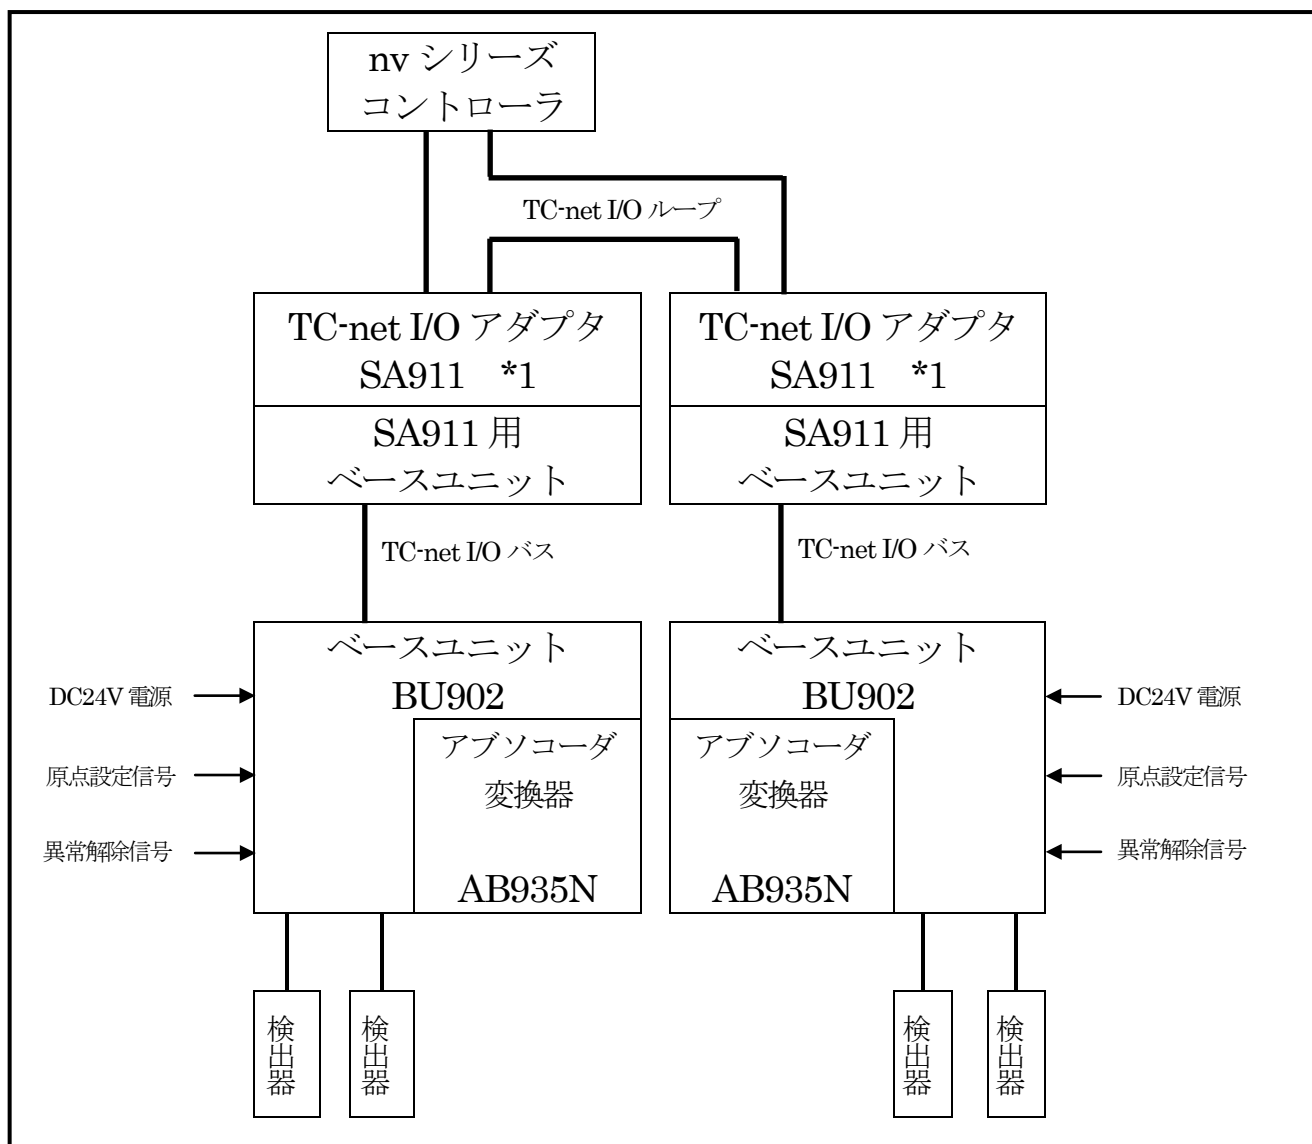 nv シリーズ
コントローラ
TC-net I/O ループ
TC-net I/O アダプタ
SA911 *1
SA911 用
ベースユニット
TC-net I/O アダプタ
SA911 *1
SA911 用
ベースユニット
TC-net I/O バス
TC-net I/O バス
DC24V 電源
原点設定信号
異常解除信号
ベースユニット
BU902
アブソコーダ
変換器
AB935N
ベースユニット
BU902
アブソコーダ
変換器
AB935N
DC24V 電源
原点設定信号
異常解除信号
検出器
検出器
検出器
検出器